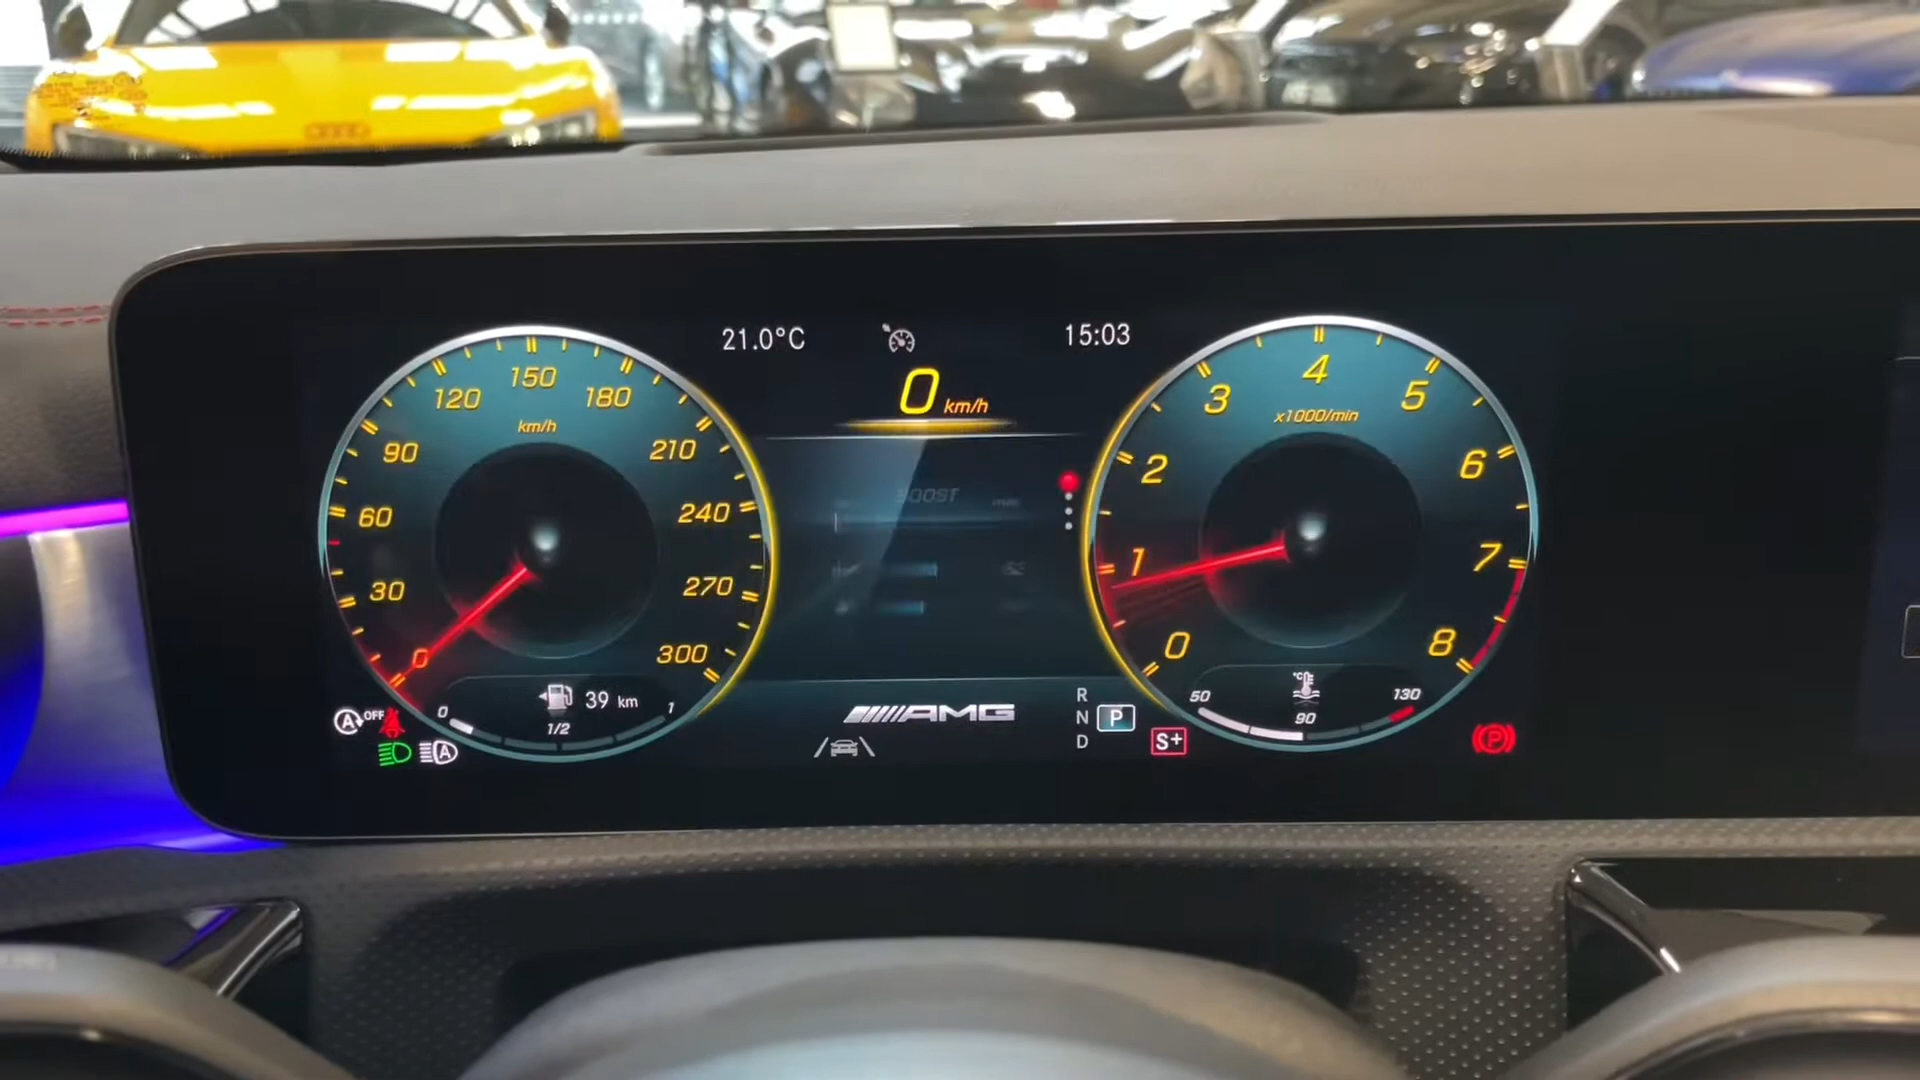 21.0°C
15:03
0 km/h
0
30
60
90
120
150
180
210
240
270
300
km/h
39 km
0
1/2
1
A OFF
A
BOOST
AMG
R
N
D
P
S+
0
1
2
3
4
5
6
7
8
x1000/min
°C
50
90
130
P